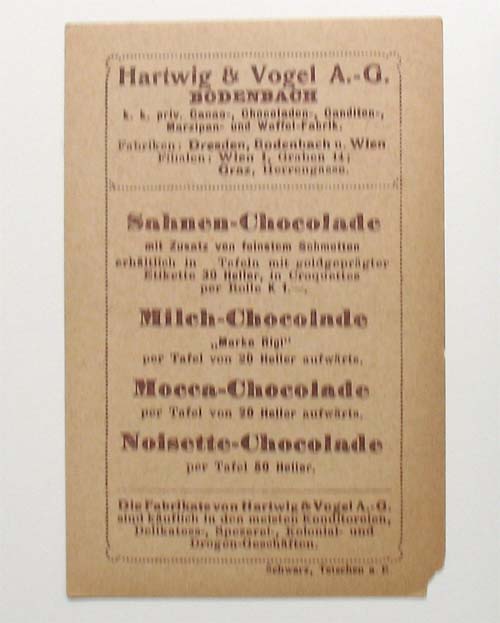 Hartwig & Vogel A.-G.
BODENBACH
k. k. priv. Cacao-, Chocoladen-, Canditen-,
Marzipan- und Waffel-Fabrik.
Fabriken: Dresden, Bodenbach u. Wien
Filialen: Wien I, Graben 14;
Graz, Herrengasse.
Sahnen-Chocolade
mit Zusatz von feinstem Schmetten
erhältlich in Tafeln mit goldgeprägter
Etikette 30 Heller, in Croquettes
per Rolle K 1.—,
Milch-Chocolade
„Marke Rigi"
per Tafel von 20 Heller aufwärts.
Mocca-Chocolade
per Tafel von 20 Heller aufwärts.
Noisette-Chocolade
per Tafel 60 Heller.
Die Fabrikate von Hartwig & Vogel A.-G.
sind käuflich in den meisten Konditoreien,
Delikatess-, Spezerei-, Kolonial- und
Drogen-Geschäften.
Schwarz, Tetschen a. E.